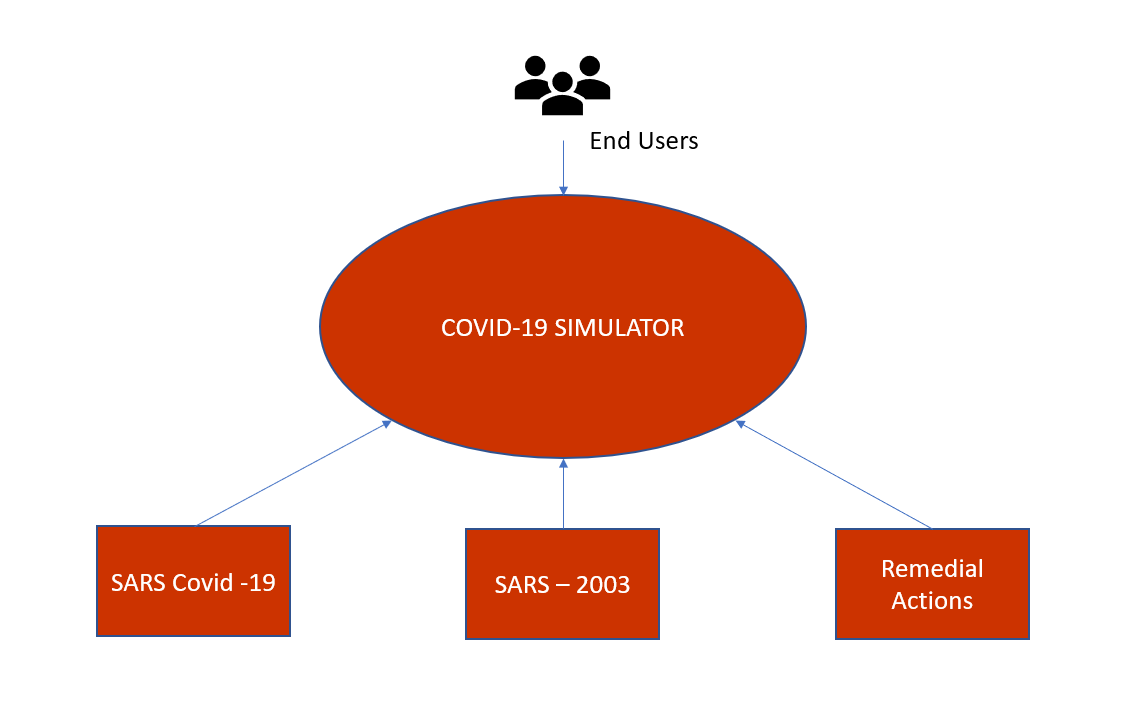 End Users
COVID-19 SIMULATOR
SARS Covid -19
SARS – 2003
Remedial
Actions